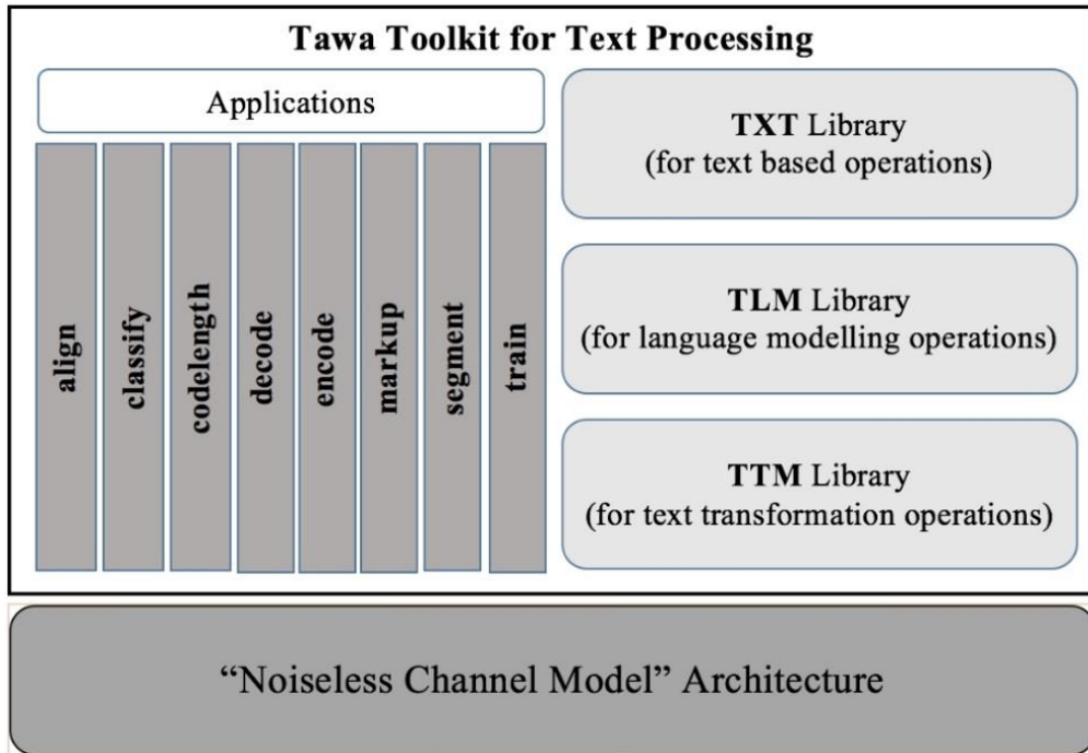 Tawa Toolkit for Text Processing
Applications
align
classify
codelength
decode
encode
markup
segment
train
TXT Library
(for text based operations)
TLM Library
(for language modelling operations)
TTM Library
(for text transformation operations)
“Noiseless Channel Model” Architecture